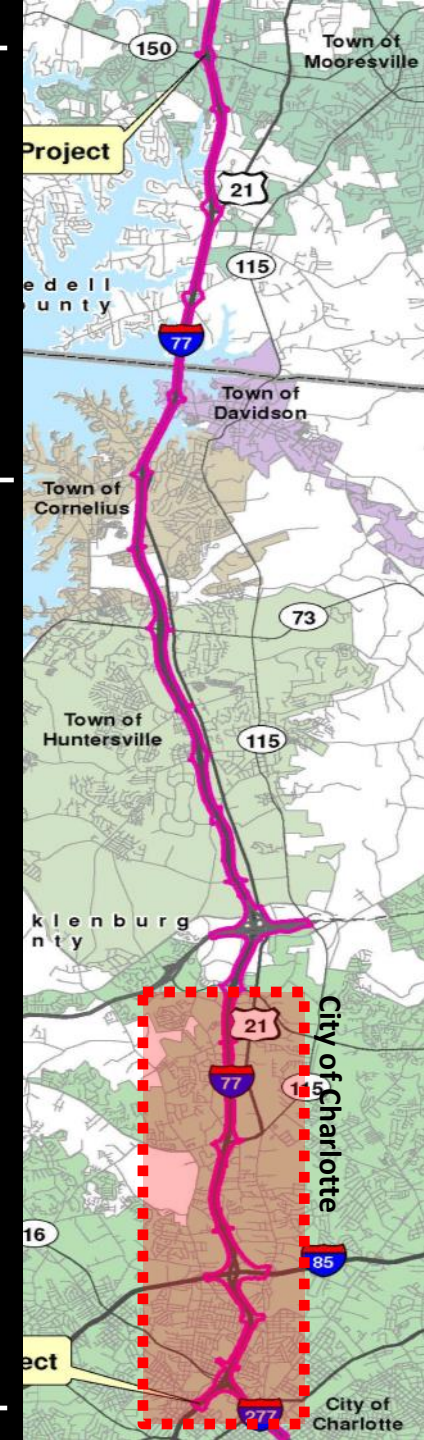 150
Town of
Mooresville
Project
21
115
edell
unty
77
Town of
Davidson
Town of
Cornelius
73
Town of
Huntersville
115
klenburg
nty
21
77
115
City of Charlotte
16
85
ect
277
City of
Charlotte